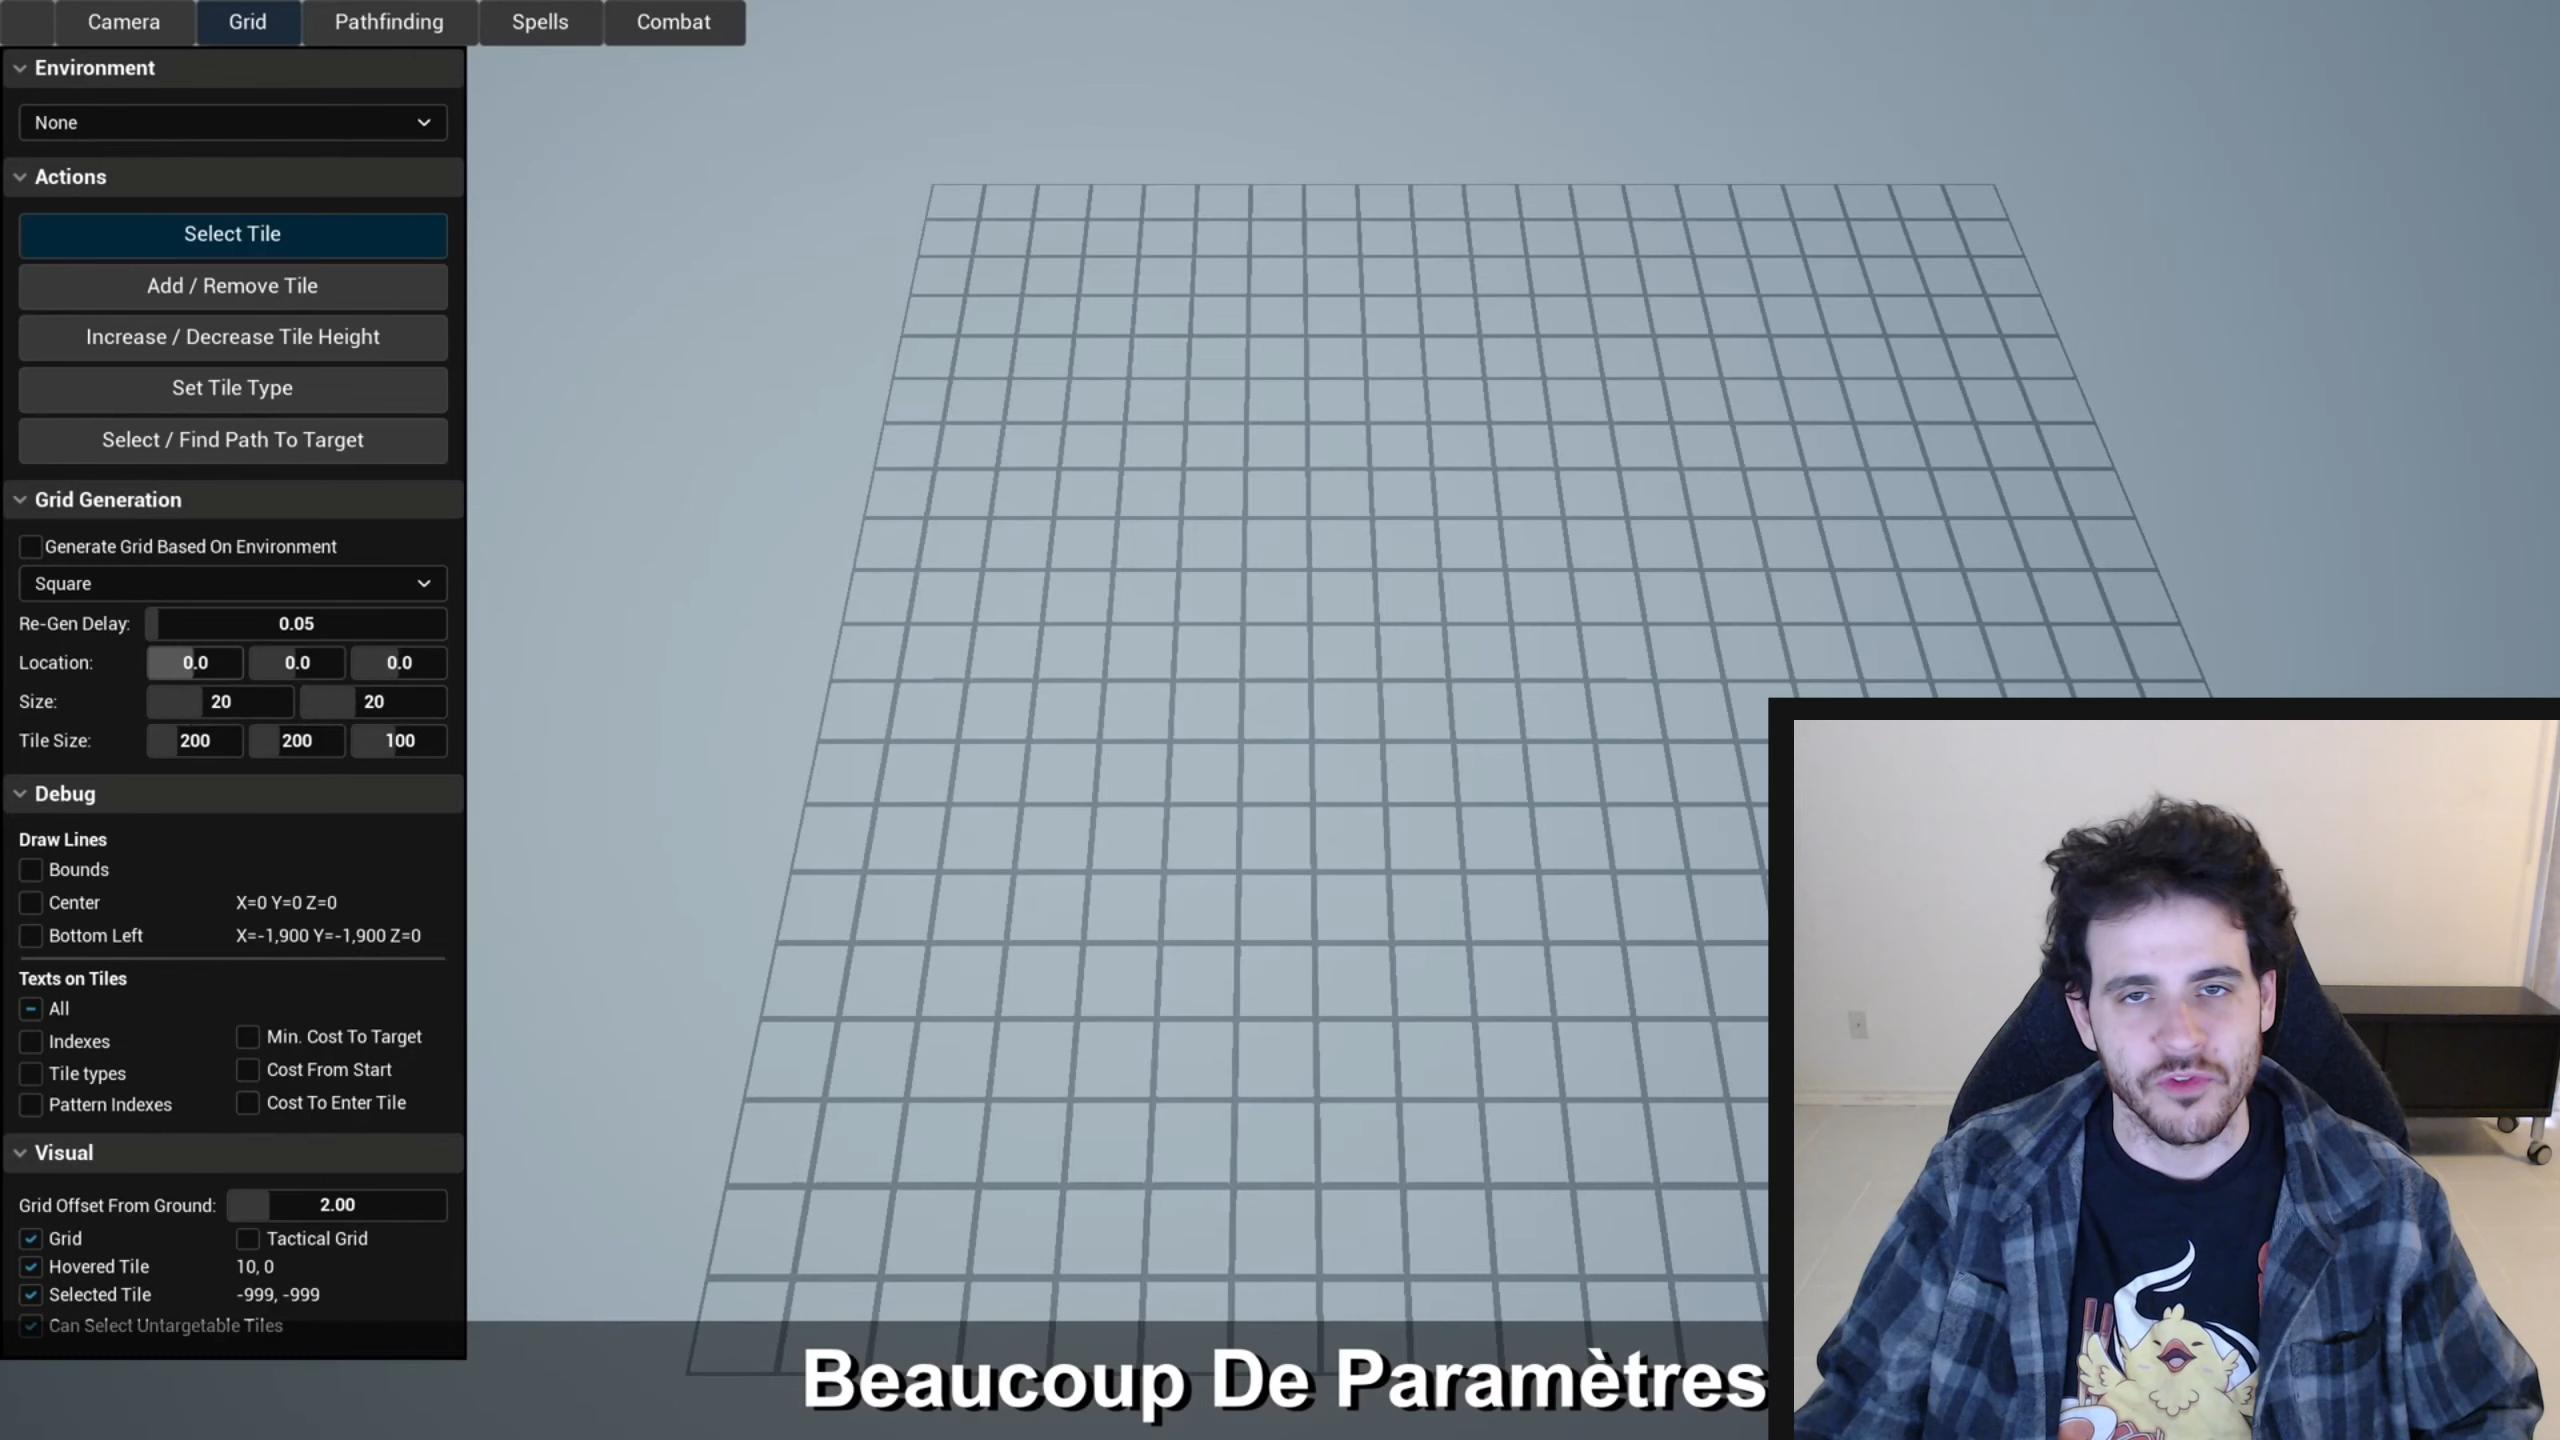 Camera Grid Pathfinding Spells Combat
Environment
None
Actions
Select Tile
Add / Remove Tile
Increase / Decrease Tile Height
Set Tile Type
Select / Find Path To Target
Grid Generation
Generate Grid Based On Environment
Square
Re-Gen Delay: 0.05
Location: 0.0 0.0 0.0
Size: 20 20
Tile Size: 200 200 100
Debug
Draw Lines
Bounds
Center X=0 Y=0 Z=0
Bottom Left X=-1,900 Y=-1,900 Z=0
Texts on Tiles
All
Indexes Min. Cost To Target
Tile types Cost From Start
Pattern Indexes Cost To Enter Tile
Visual
Grid Offset From Ground: 2.00
Grid Tactical Grid
Hovered Tile 10, 0
Selected Tile -999, -999
Can Select Untargetable Tiles
Beaucoup De Paramètres